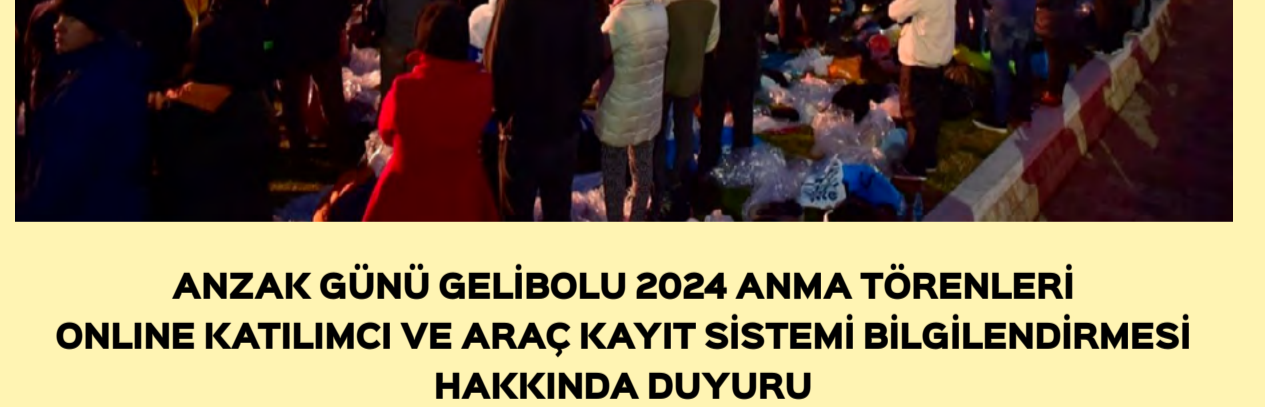 ANZAK GÜNÜ GELİBOLU 2024 ANMA TÖRENLERİ
ONLINE KATILIMCI VE ARAÇ KAYIT SİSTEMİ BİLGİLENDİRMESİ
HAKKINDA DUYURU